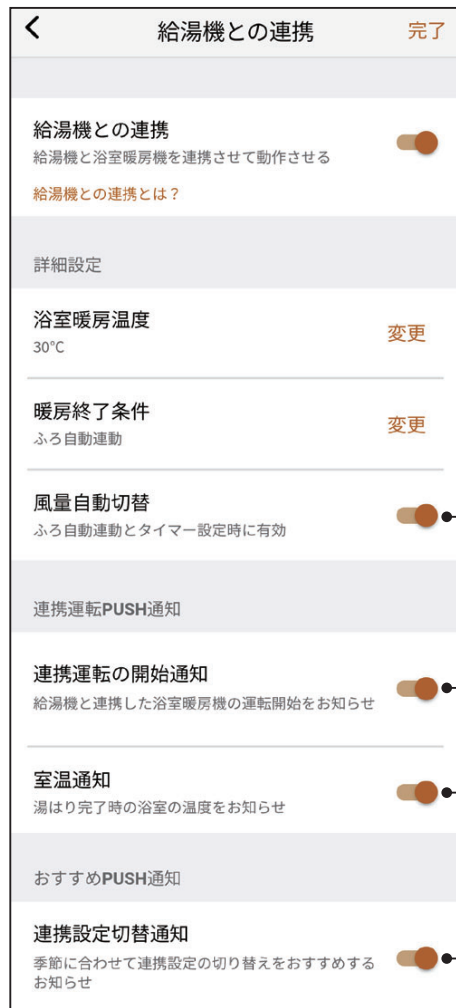 給湯機との連携
完了
給湯機との連携
給湯機と浴室暖房機を連携させて動作させる
給湯機との連携とは？
詳細設定
浴室暖房温度
30°C
変更
暖房終了条件
ふろ自動連動
変更
風量自動切替
ふろ自動連動とタイマー設定時に有効
連携運転PUSH通知
連携運転の開始通知
給湯機と連携した浴室暖房機の運転開始をお知らせ
室温通知
湯はり完了時の浴室の温度をお知らせ
おすすめPUSH通知
連携設定切替通知
季節に合わせて連携設定の切り替えをおすすめする
お知らせ